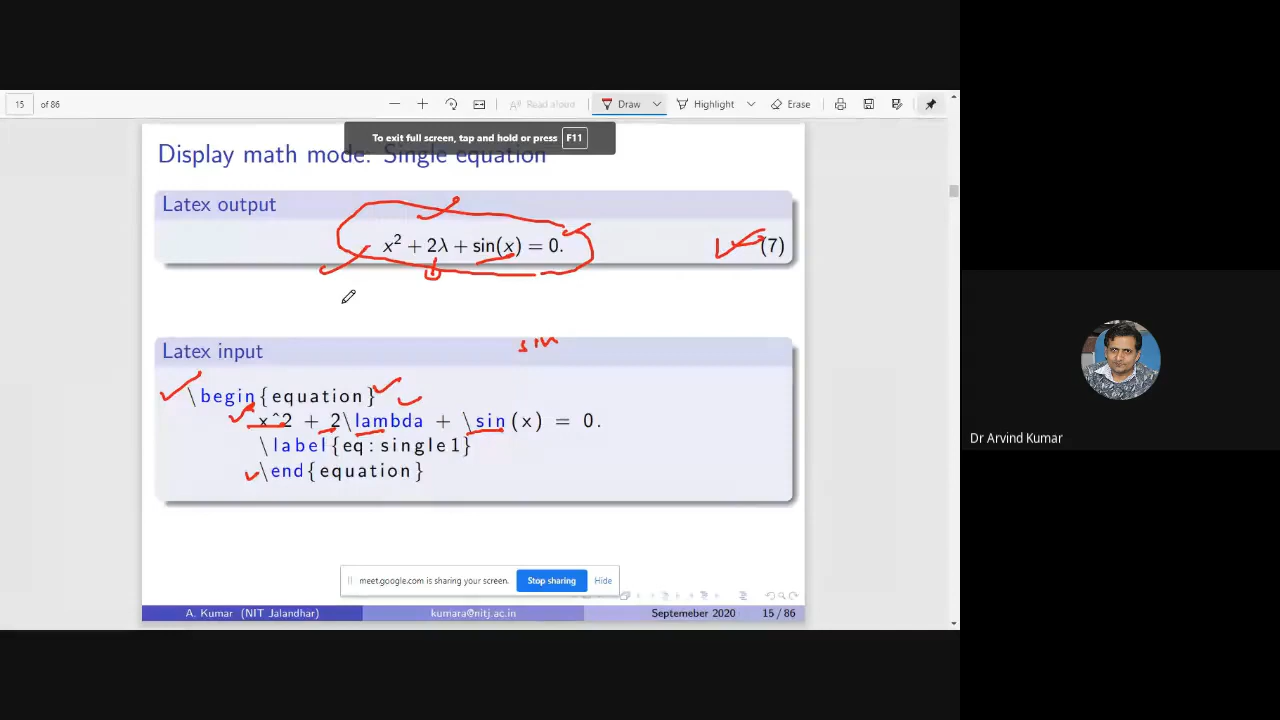 15 of 86
Read aloud
Draw
Highlight
Erase
To exit full screen, tap and hold or press F11
Display math mode: Single equation
Latex output
x² + 2λ + sin(x) = 0. (7)
sin
Latex input
\begin{equation}
x^2 + 2\lambda + \sin(x) = 0.
\label{eq:single1}
\end{equation}
Dr Arvind Kumar
meet.google.com is sharing your screen. Stop sharing Hide
A. Kumar (NIT Jalandhar) kumara@nitj.ac.in Septemeber 2020 15 / 86